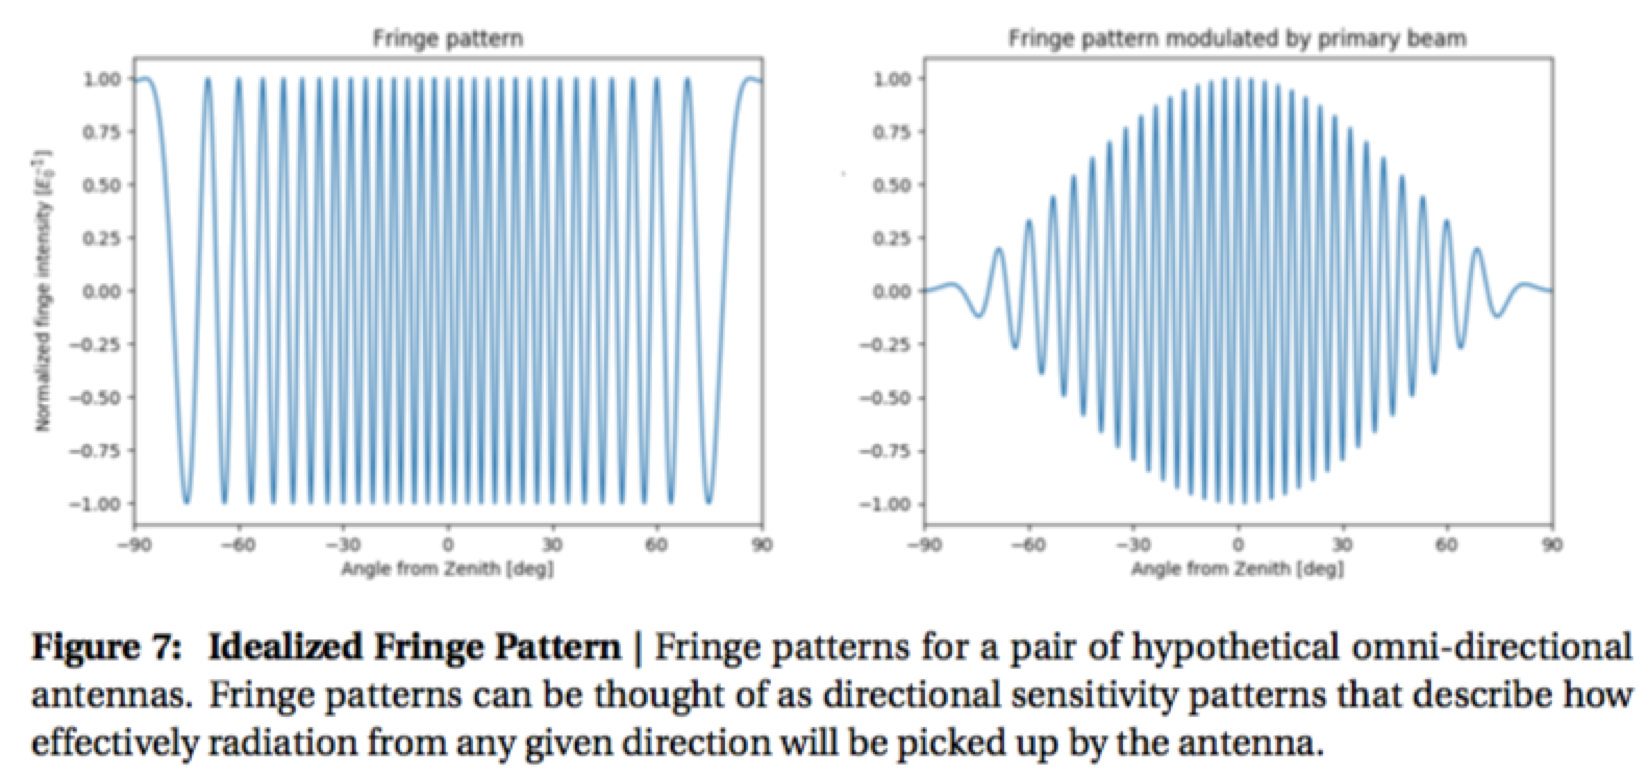 Fringe pattern
1.00
0.75
0.50
0.25
0.00
−0.25
−0.50
−0.75
−1.00
Normalized finge intensity [E₀⁻¹]
−90 −60 −30 0 30 60 90
Angle from Zenith [deg]
Fringe pattern modulated by primary beam
1.00
0.75
0.50
0.25
0.00
−0.25
−0.50
−0.75
−1.00
−90 −60 −30 0 30 60 90
Angle from Zenith [deg]
Figure 7: Idealized Fringe Pattern | Fringe patterns for a pair of hypothetical omni-directional
antennas. Fringe patterns can be thought of as directional sensitivity patterns that describe how
effectively radiation from any given direction will be picked up by the antenna.